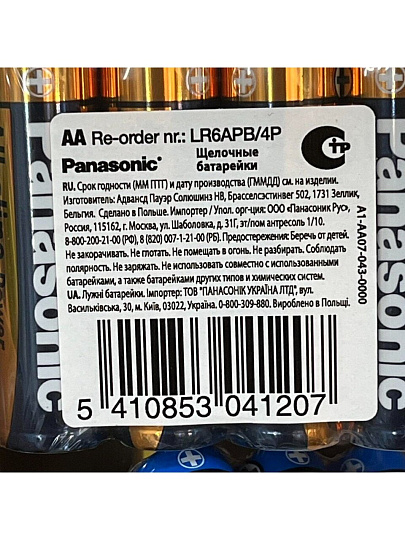 AA Re-order nr.: LR6APB/4P
Panasonic® Щелочные
батарейки
RU. Срок годности (ММ ГГГГ) и дату производства (ГММДД) см. на изделии.
Изготовитель: Адвансд Пауэр Солюшинз НВ, Брасселсэтинвег 502, 1731 Зеллик,
Бельгия. Сделано в Польше. Импортер / Упол. орг-ция: ООО «Панасоник Рус»,
Россия, 115162, г. Москва, ул. Шаболовка, д. 31Г, эт/пом антресоль 1/10.
8-800-200-21-00 (РФ), 8 (820) 007-1-21-00 (РБ). Предостережения: Беречь от детей.
Не закорачивать. Не глотать. Не помещать в огонь. Не разбирать. Соблюдать
полярность. Не заряжать. Не использовать совместно с использованными
батарейками, а также батарейками других типов и химических систем.
UA. Лужні батарейки. Імпортер: ТОВ "ПАНАСОНІК УКРАЇНА ЛТД", вул.
Васильківська, 30, м. Київ, 03022, Україна. 0-800-309-880. Вироблено в Польщі.
A1-AA07-043-0000
5 410853 041207
Panasonic
Panasonic